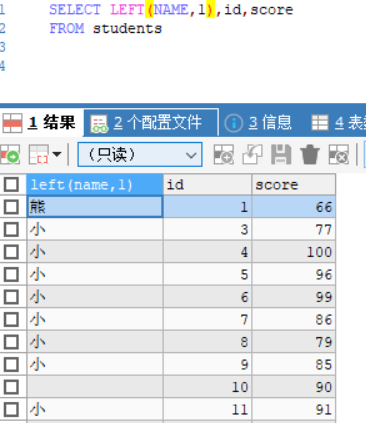 1 SELECT LEFT(NAME,1),id,score
2 FROM students
3
4
1 结果 2 个配置文件 3 信息 4 表
（只读）
left(name,1) id score
熊 1 66
小 3 77
小 4 100
小 5 96
小 6 99
小 7 86
小 8 79
小 9 85
10 90
小 11 91